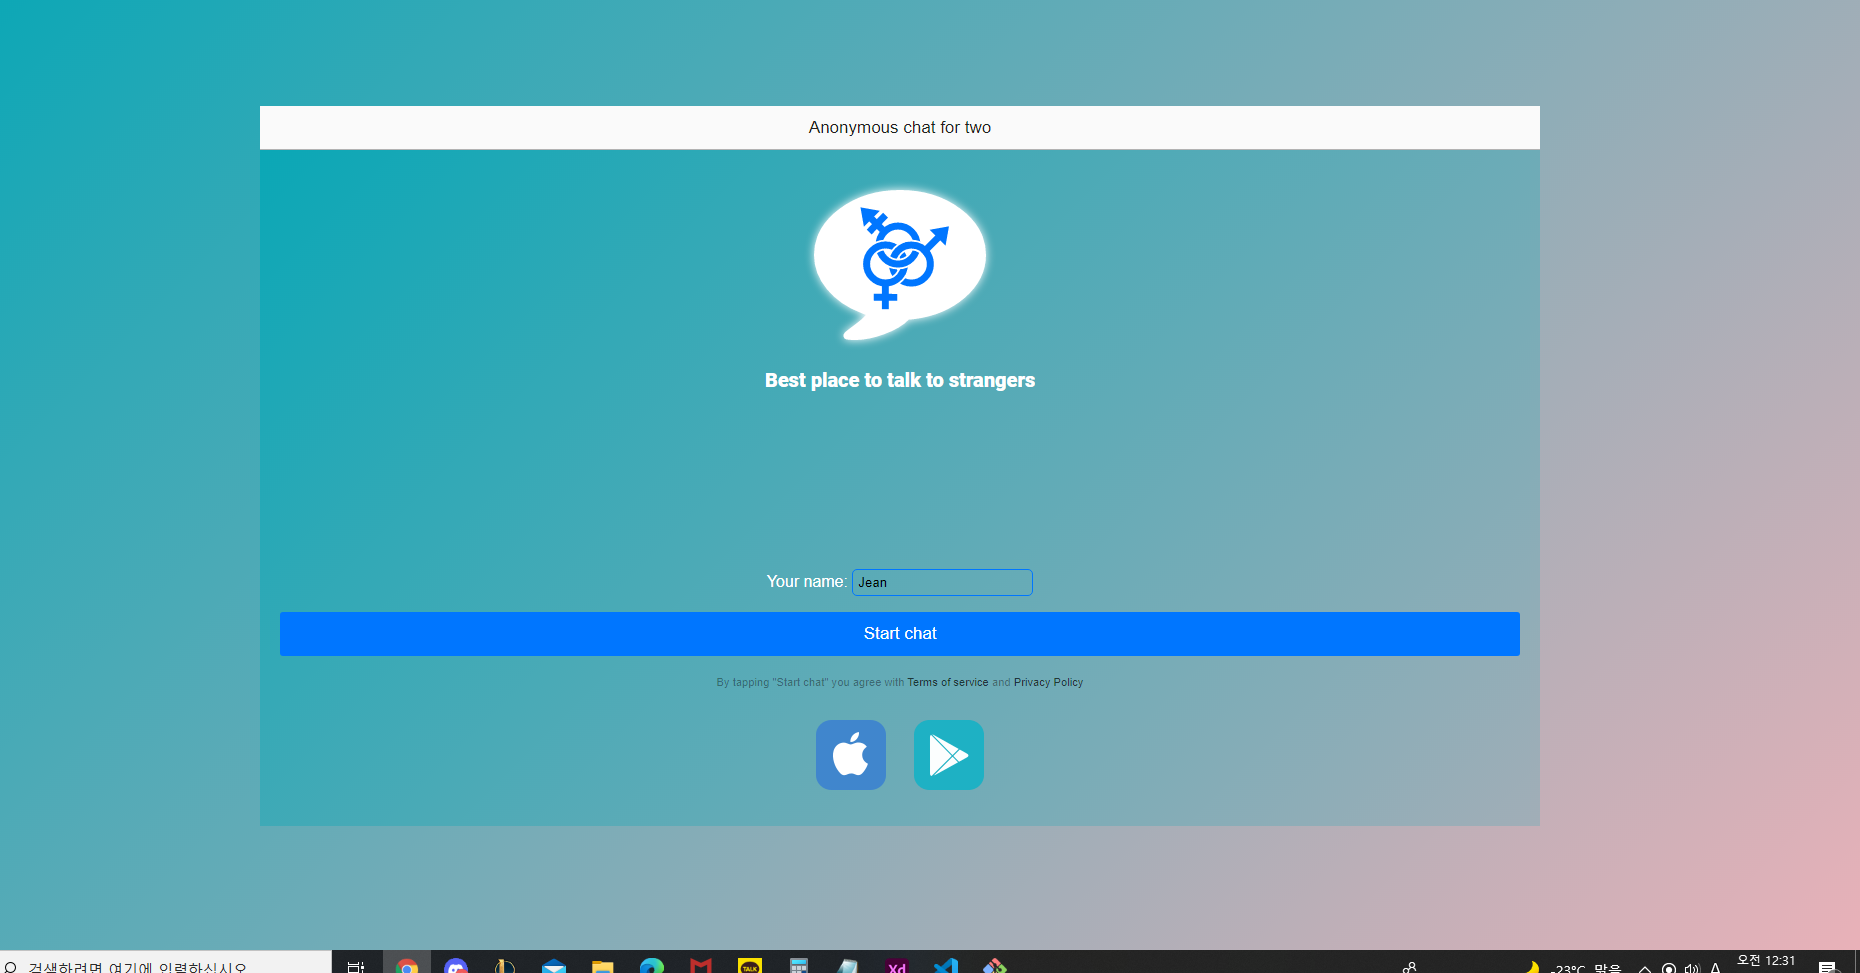 Anonymous chat for two
Best place to talk to strangers
Your name: Jean
Start chat
By tapping "Start chat" you agree with Terms of service and Privacy Policy
검색하려면 여기에 입력하십시오
TALK
Xd
-23°C 맑음
A
오전 12:31